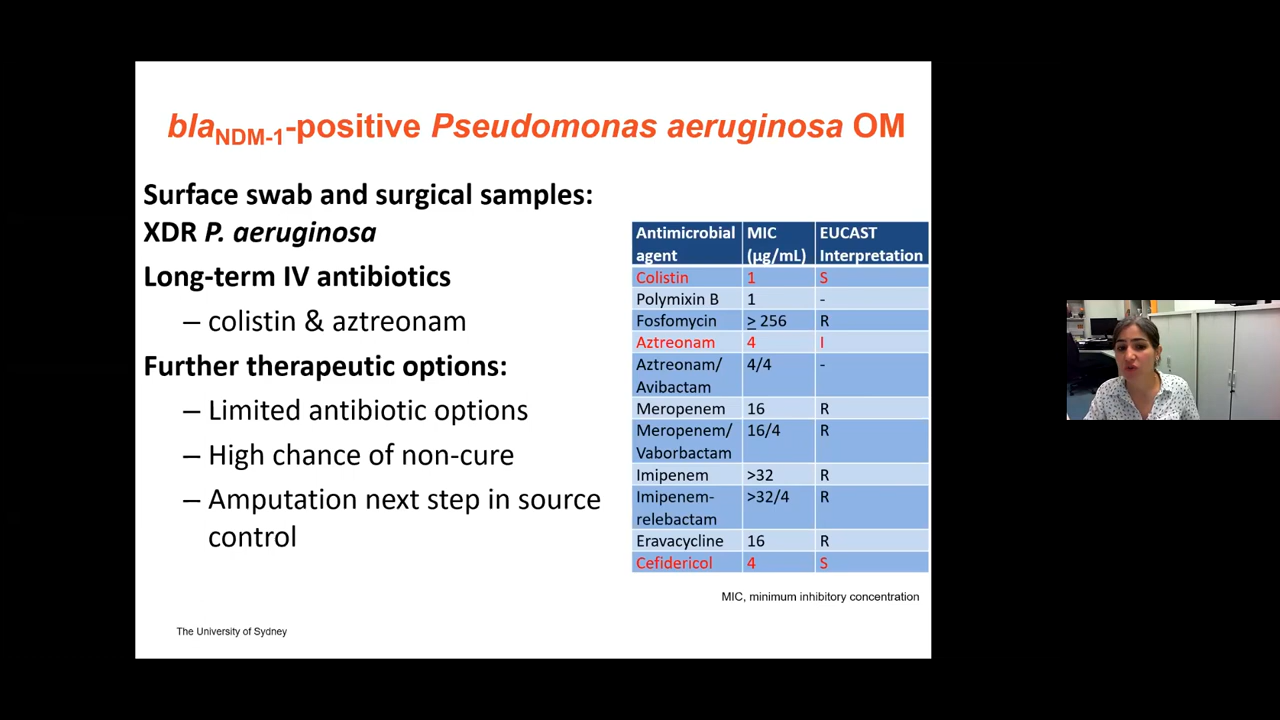 bla NDM-1-positive Pseudomonas aeruginosa OM
Surface swab and surgical samples:
XDR P. aeruginosa
Long-term IV antibiotics
– colistin & aztreonam
Further therapeutic options:
– Limited antibiotic options
– High chance of non-cure
– Amputation next step in source
control
Antimicrobial agent MIC (µg/mL) EUCAST Interpretation
Colistin 1 S
Polymixin B 1 -
Fosfomycin ≥ 256 R
Aztreonam 4 I
Aztreonam/ Avibactam 4/4 -
Meropenem 16 R
Meropenem/ Vaborbactam 16/4 R
Imipenem >32 R
Imipenem- relebactam >32/4 R
Eravacycline 16 R
Cefidericol 4 S
MIC, minimum inhibitory concentration
The University of Sydney